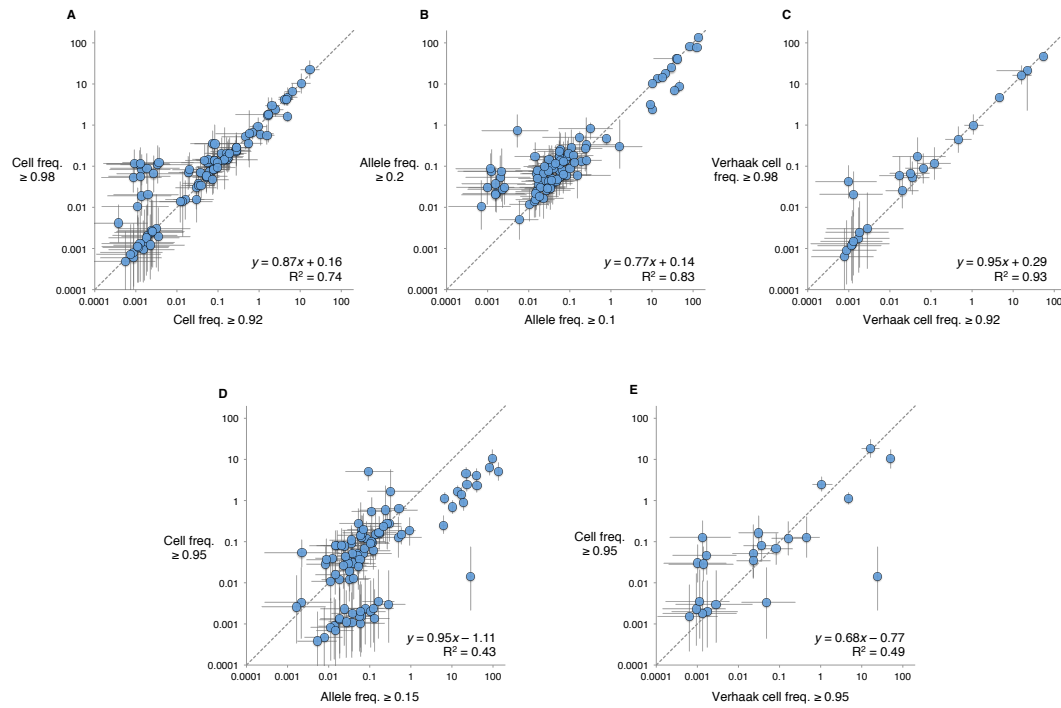 A
100
10
1
0.1
0.01
0.001
0.0001
Cell freq.
≥ 0.98
y = 0.87x + 0.16
R² = 0.74
0.0001 0.001 0.01 0.1 1 10 100
Cell freq. ≥ 0.92
B
100
10
1
0.1
0.01
0.001
0.0001
Allele freq.
≥ 0.2
y = 0.77x + 0.14
R² = 0.83
0.0001 0.001 0.01 0.1 1 10 100
Allele freq. ≥ 0.1
C
100
10
1
0.1
0.01
0.001
0.0001
Verhaak cell
freq. ≥ 0.98
y = 0.95x + 0.29
R² = 0.93
0.0001 0.001 0.01 0.1 1 10 100
Verhaak cell freq. ≥ 0.92
D
100
10
1
0.1
0.01
0.001
0.0001
Cell freq.
≥ 0.95
y = 0.95x – 1.11
R² = 0.43
0.0001 0.001 0.01 0.1 1 10 100
Allele freq. ≥ 0.15
E
100
10
1
0.1
0.01
0.001
0.0001
Cell freq.
≥ 0.95
y = 0.68x – 0.77
R² = 0.49
0.0001 0.001 0.01 0.1 1 10 100
Verhaak cell freq. ≥ 0.95